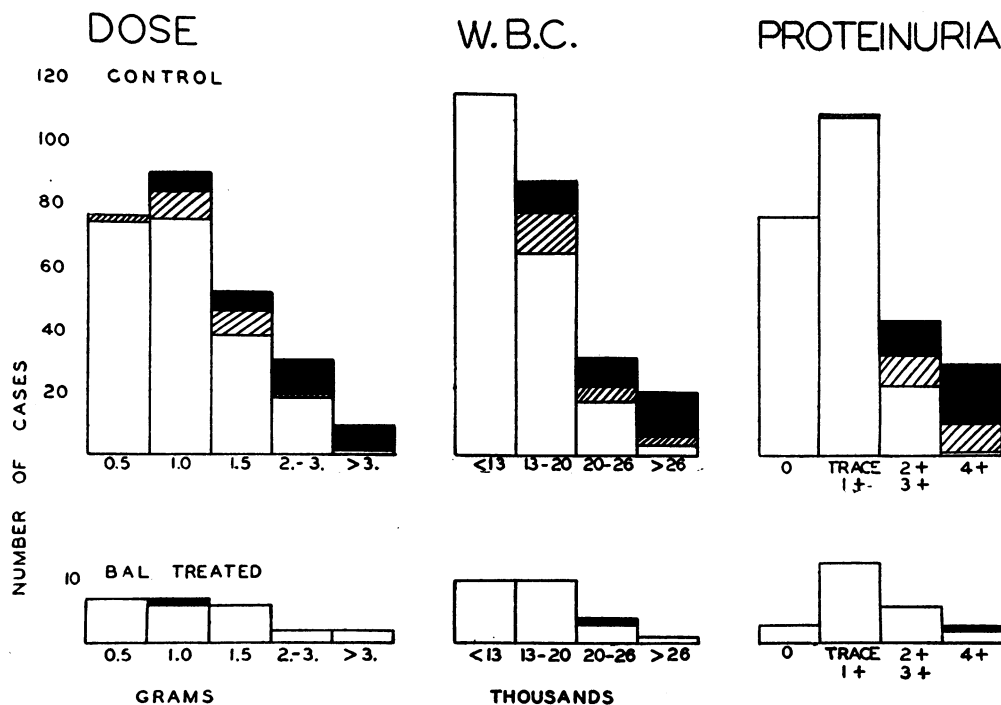 DOSE
W.B.C.
PROTEINURIA
CONTROL
120
100
80
60
40
20
NUMBER OF CASES
0.5 1.0 1.5 2.-3. >3.
<13 13-20 20-26 >26
0 TRACE 2+ 4+
1+- 3+
10
BAL TREATED
0.5 1.0 1.5 2.-3. >3.
<13 13-20 20-26 >26
0 TRACE 2+ 4+
1+ 3+
GRAMS
THOUSANDS